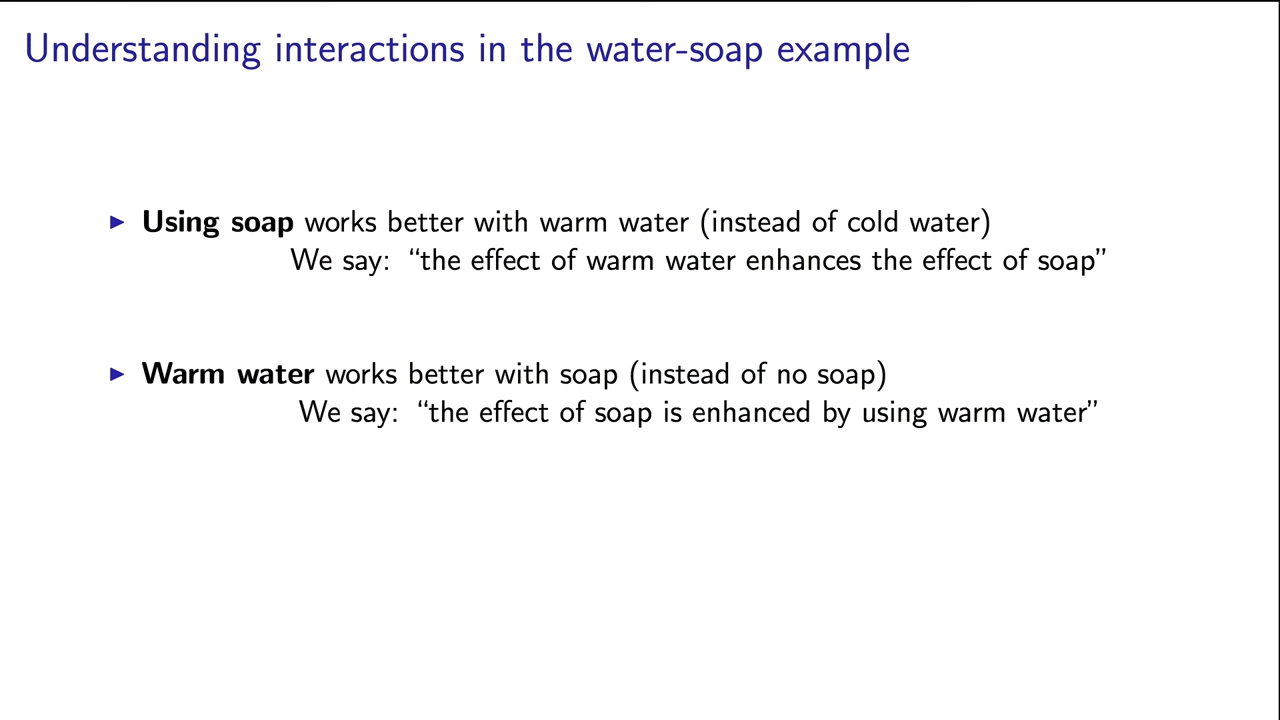 Understanding interactions in the water-soap example
▶ Using soap works better with warm water (instead of cold water)
We say: “the effect of warm water enhances the effect of soap”
▶ Warm water works better with soap (instead of no soap)
We say: “the effect of soap is enhanced by using warm water”